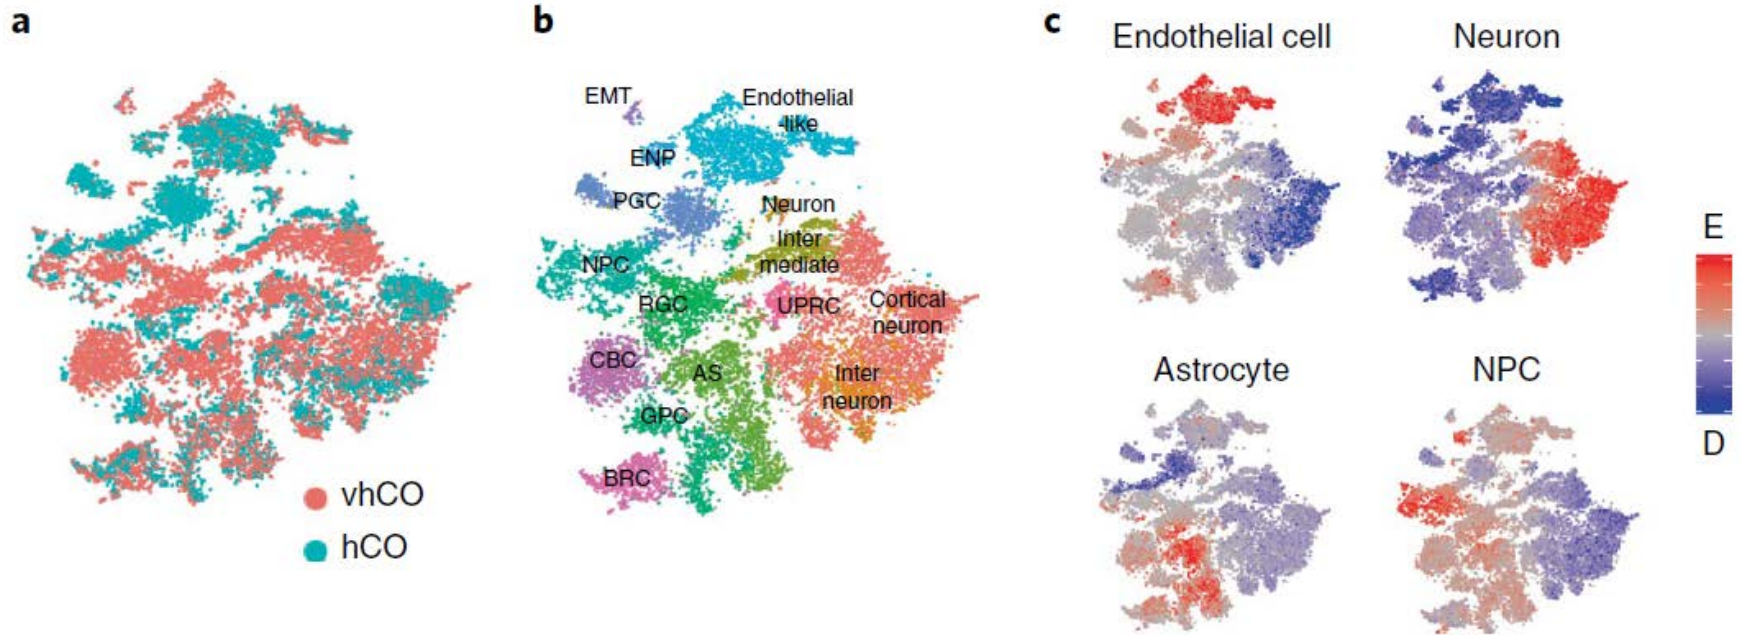 a
vhCO
hCO
b
EMT
Endothelial
-like
ENP
PGC
Neuron
Inter
mediate
NPC
RGC
UPRC
Cortical
neuron
CBC
AS
Inter
neuron
GPC
BRC
c
Endothelial cell
Neuron
Astrocyte
NPC
E
D